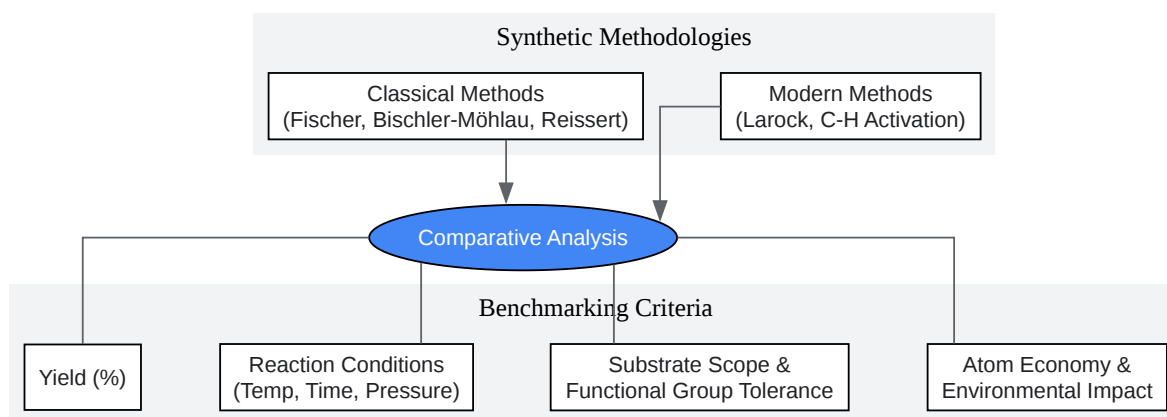 Synthetic Methodologies
Classical Methods
(Fischer, Bischler-Möhlau, Reissert)
Modern Methods
(Larock, C-H Activation)
Comparative Analysis
Benchmarking Criteria
Yield (%)
Reaction Conditions
(Temp, Time, Pressure)
Substrate Scope &
Functional Group Tolerance
Atom Economy &
Environmental Impact